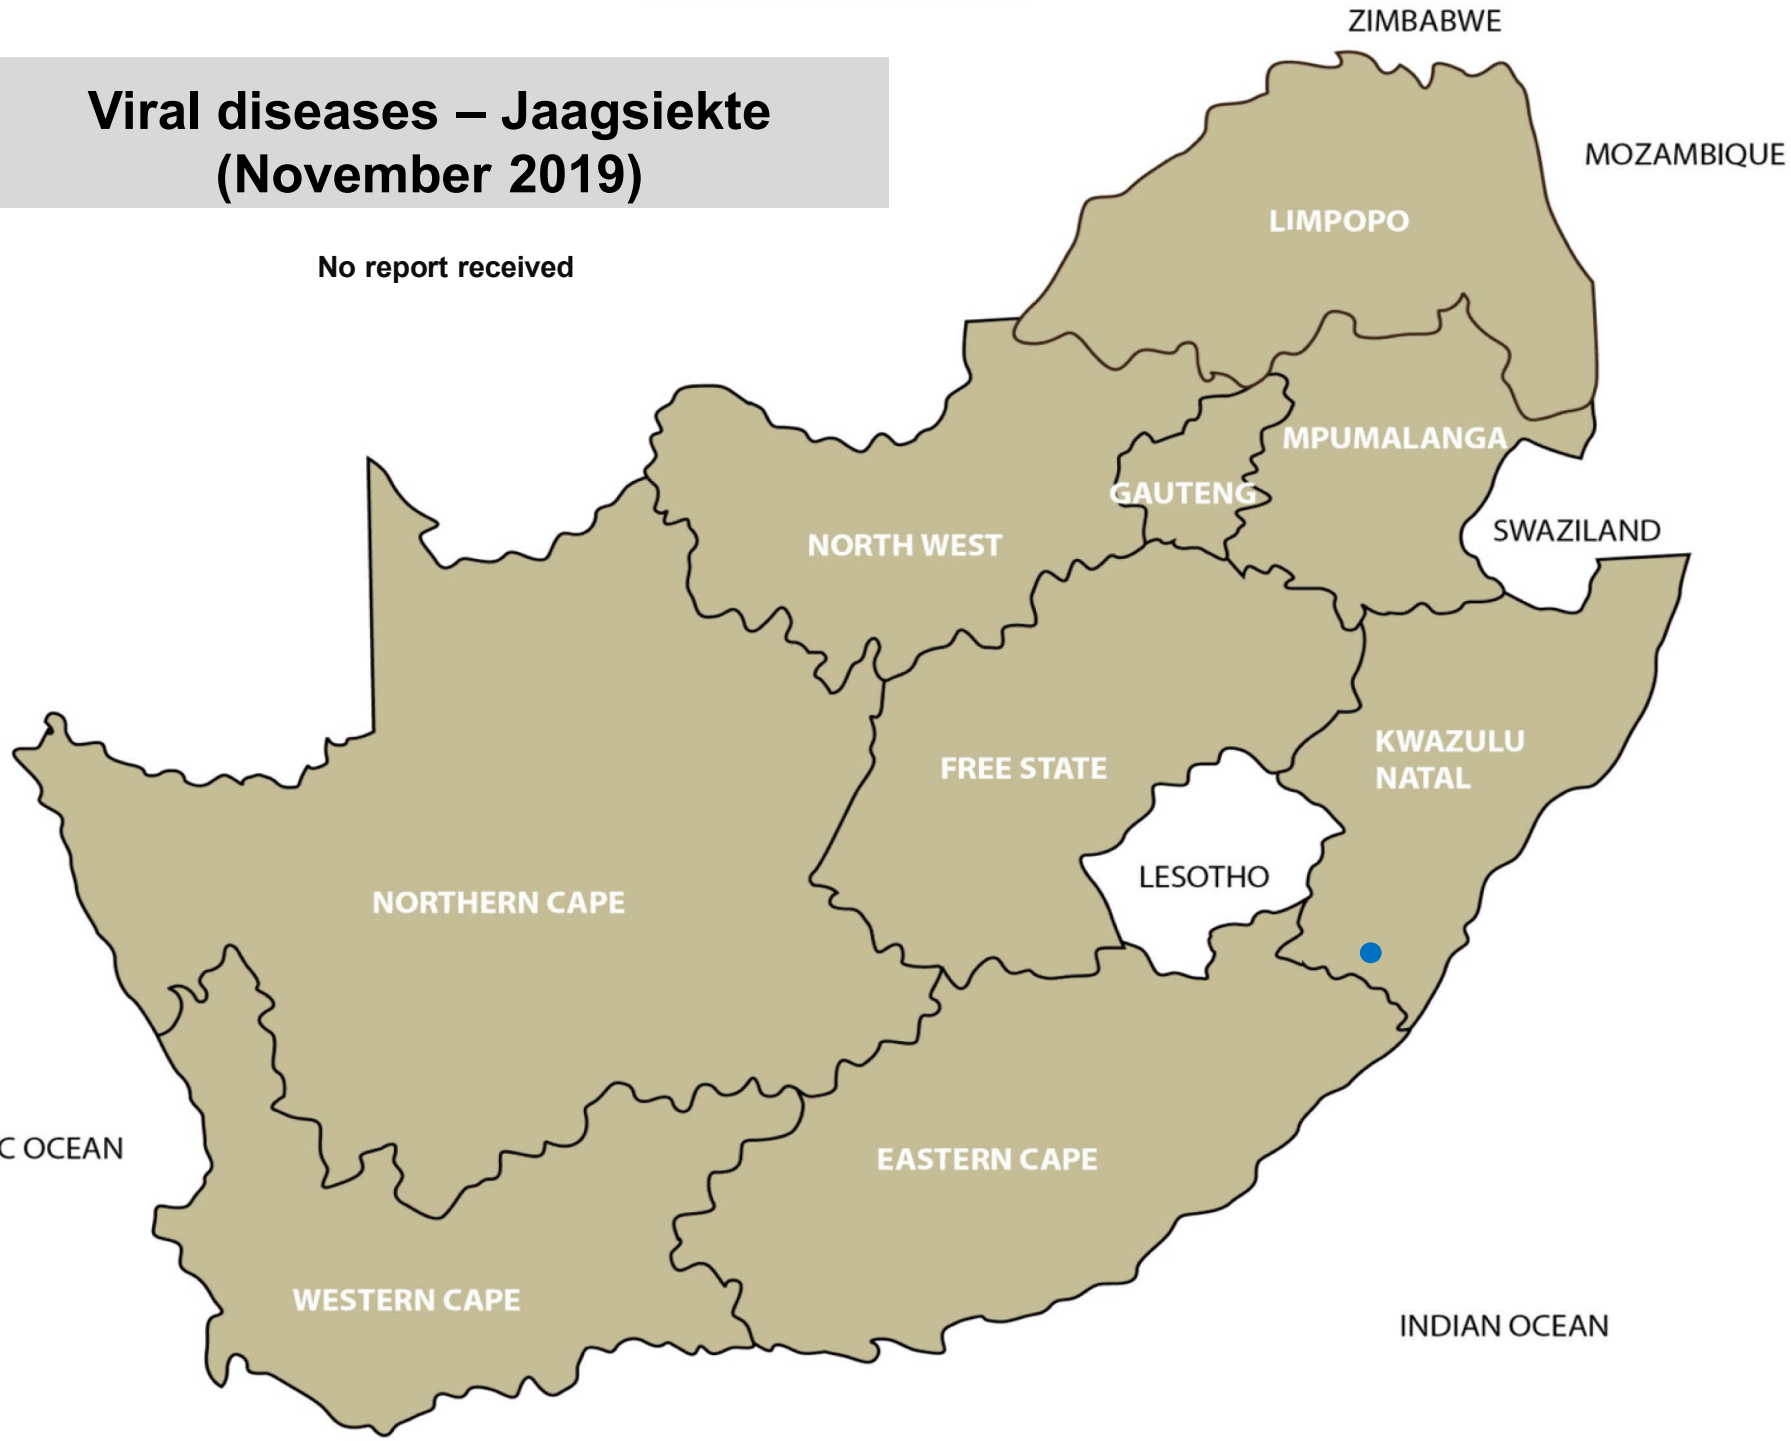 ZIMBABWE
Viral diseases – Jaagsiekte
(November 2019)
MOZAMBIQUE
LIMPOPO
No report received
MPUMALANGA
GAUTENG
SWAZILAND
NORTH WEST
KWAZULU
NATAL
FREE STATE
LESOTHO
NORTHERN CAPE
C OCEAN
EASTERN CAPE
WESTERN CAPE
INDIAN OCEAN